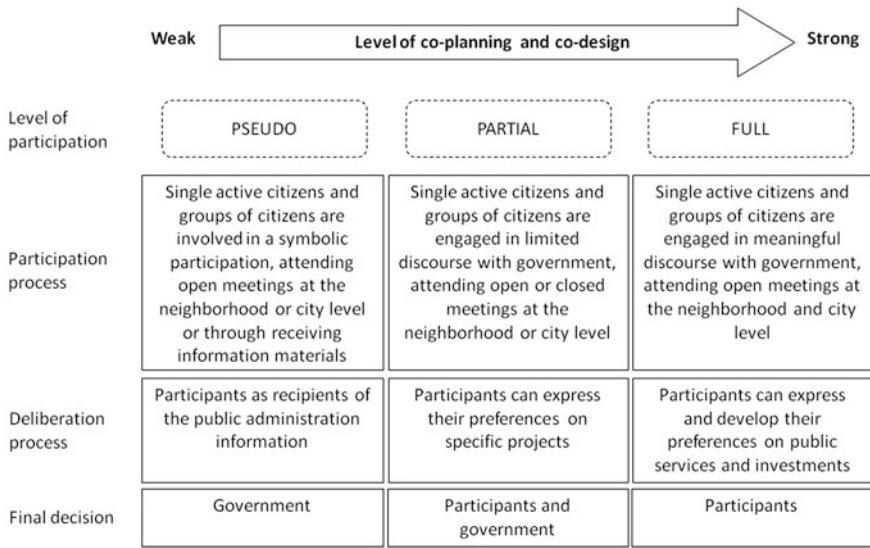 Weak
Level of co-planning and co-design
Strong
Level of
participation
PSEUDO
PARTIAL
FULL
Participation
process
Single active citizens and
groups of citizens are
involved in a symbolic
participation, attending
open meetings at the
neighborhood or city level
or through receiving
information materials
Single active citizens and
groups of citizens are
engaged in limited
discourse with government,
attending open or closed
meetings at the
neighborhood or city level
Single active citizens and
groups of citizens are
engaged in meaningful
discourse with government,
attending open meetings at
the neighborhood and city
level
Deliberation
process
Participants as recipients of
the public administration
information
Participants can express
their preferences on
specific projects
Participants can express
and develop their
preferences on public
services and investments
Final decision
Government
Participants and
government
Participants